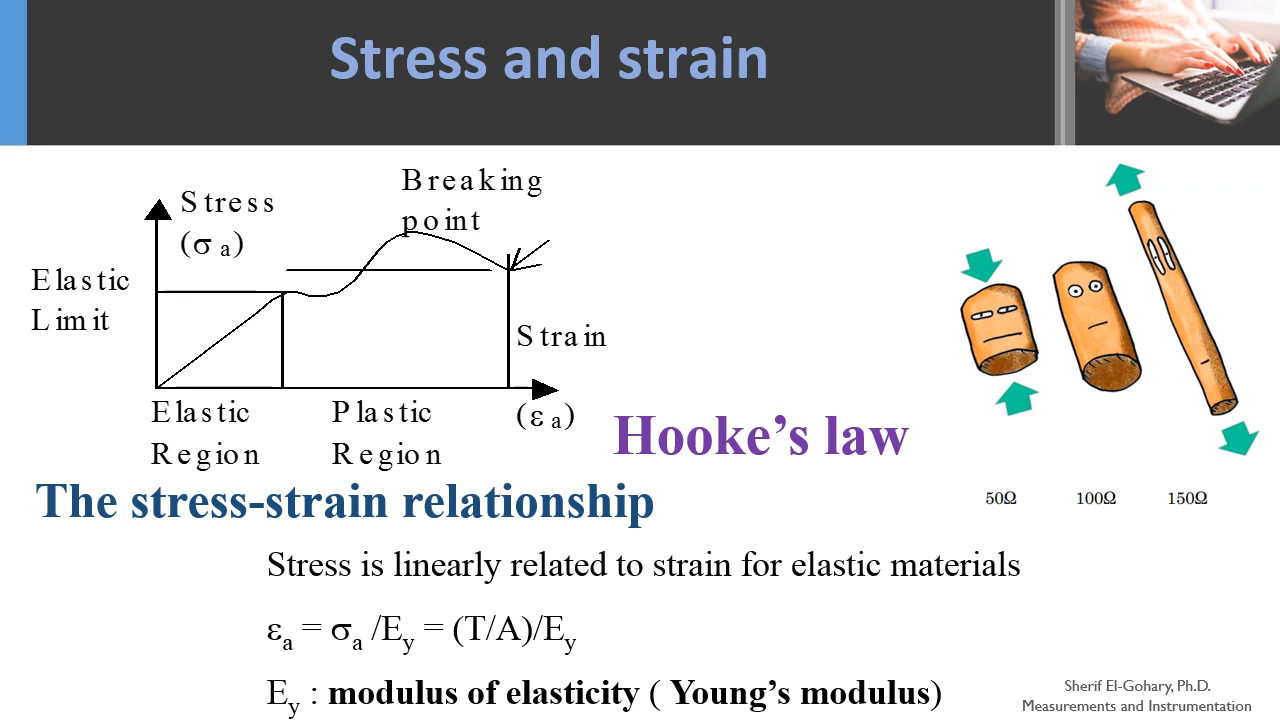 Stress and strain
Breaking
point
Stress
(σ a)
Elastic
Limit
Strain
(ε a)
Elastic
Region
Plastic
Region
Hooke’s law
50Ω 100Ω 150Ω
The stress-strain relationship
Stress is linearly related to strain for elastic materials
εa = σa /Ey = (T/A)/Ey
Ey : modulus of elasticity ( Young’s modulus)
Sherif El-Gohary, Ph.D.
Measurements and Instrumentation